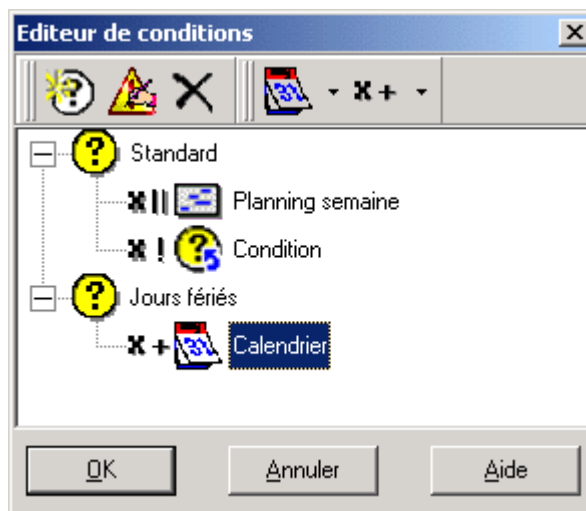 Editeur de conditions
Standard
Planning semaine
Condition
Jours fériés
Calendrier
OK Annuler Aide